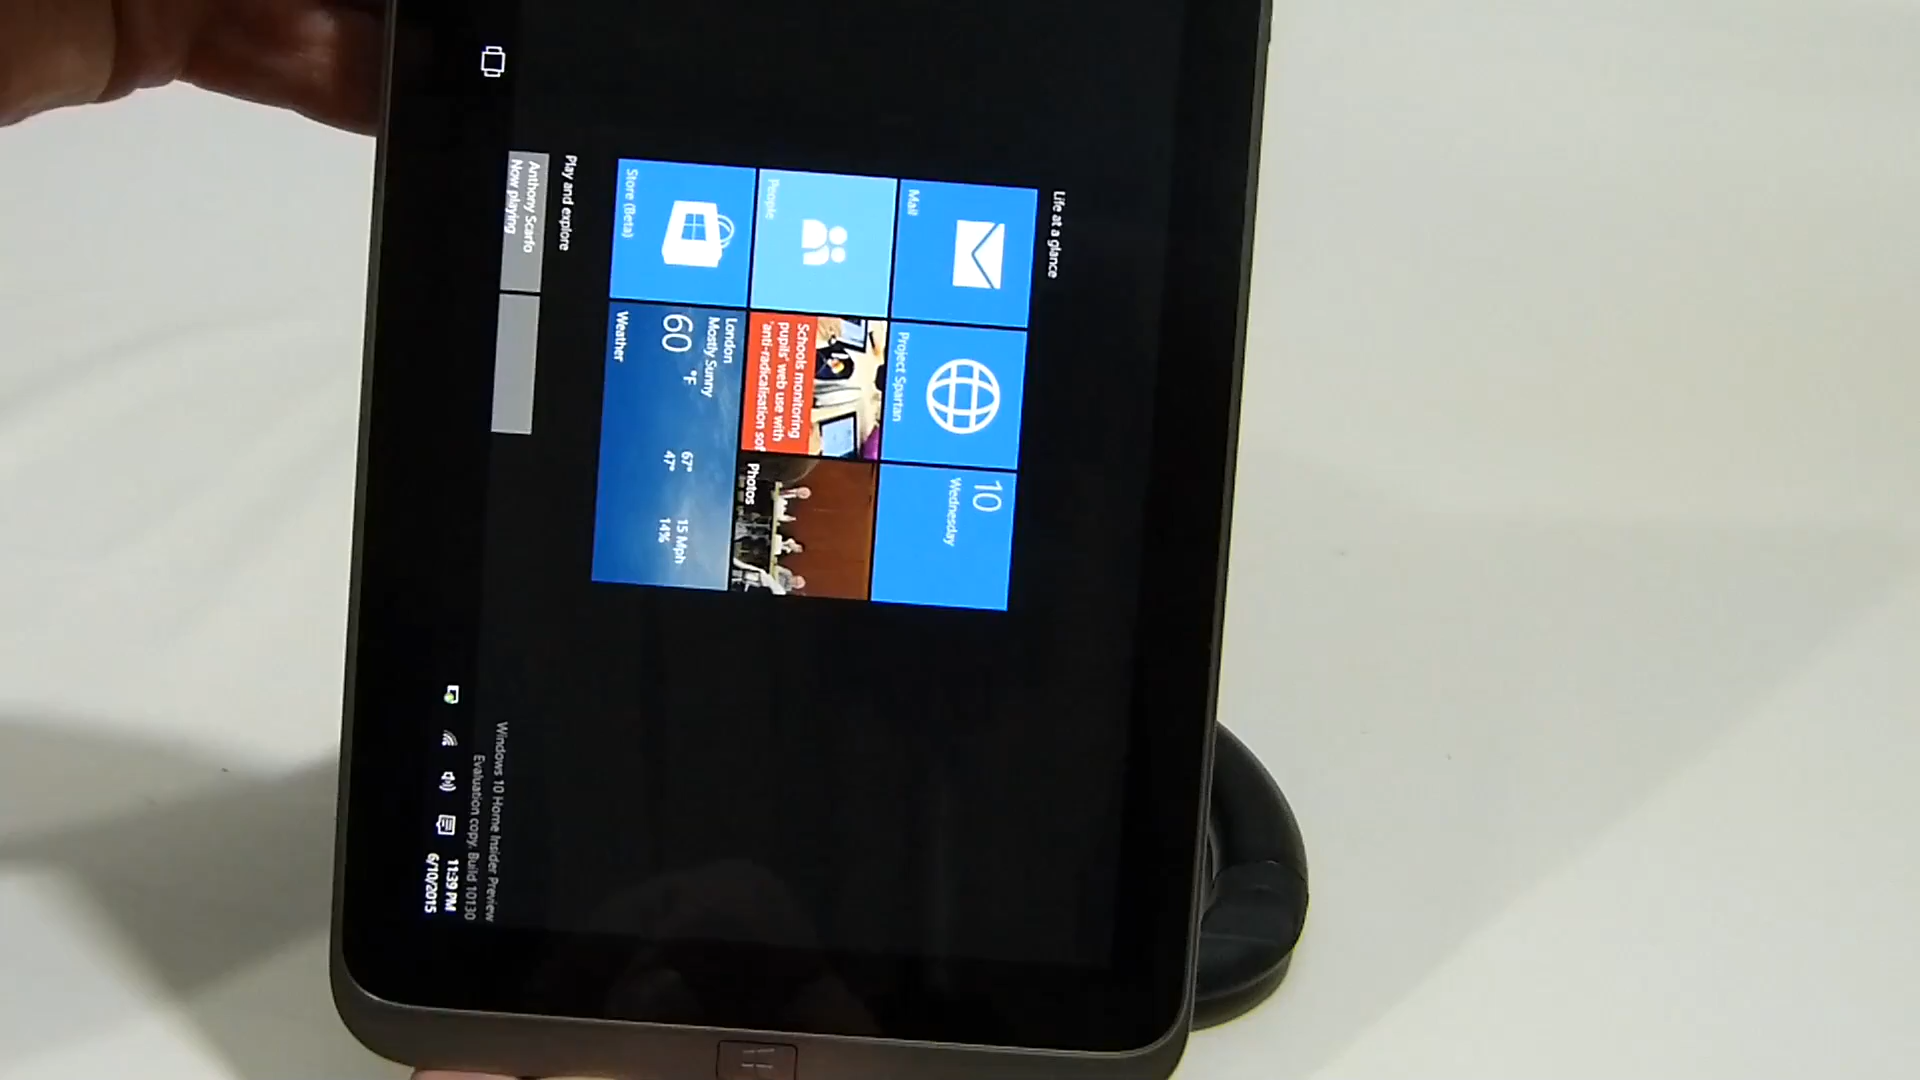 Life at a glance
Mail
Project Spartan
10
Wednesday
People
Schools monitoring
pupils' web use with
'anti-radicalisation sof
Photos
Store (Beta)
London
Mostly Sunny
60 °F
67°
47°
15 Mph
14%
Weather
Play and explore
Anthony Scarfo
Now playing
Windows 10 Home Insider Preview
Evaluation copy. Build 10130
11:39 PM
6/10/2015